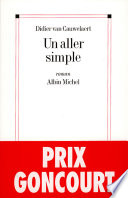 Didier van Cauwelaert
Un aller
simple
roman
Albin Michel
PRIX
GONCOURT